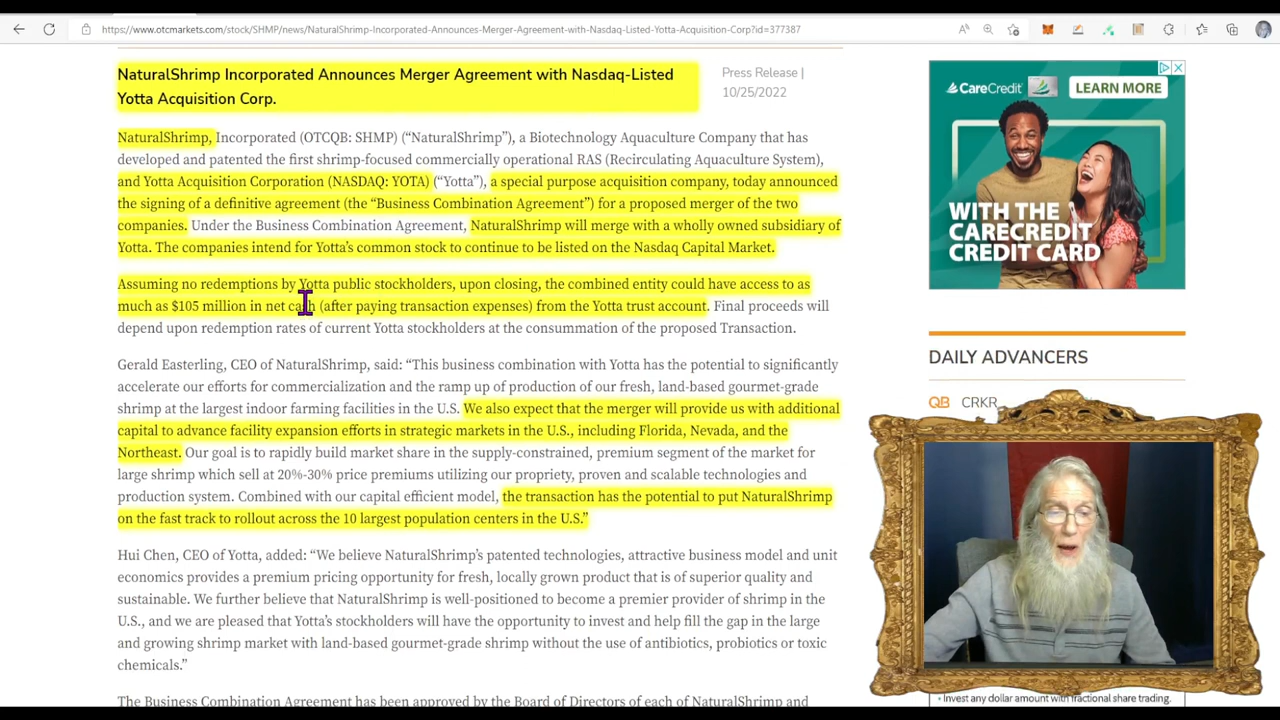 https://www.otcmarkets.com/stock/SHMP/news/NaturalShrimp-Incorporated-Announces-Merger-Agreement-with-Nasdaq-Listed-Yotta-Acquisition-Corp?id=377387
NaturalShrimp Incorporated Announces Merger Agreement with Nasdaq-Listed
Yotta Acquisition Corp.
Press Release |
10/25/2022
NaturalShrimp, Incorporated (OTCQB: SHMP) (“NaturalShrimp”), a Biotechnology Aquaculture Company that has
developed and patented the first shrimp-focused commercially operational RAS (Recirculating Aquaculture System),
and Yotta Acquisition Corporation (NASDAQ: YOTA) (“Yotta”), a special purpose acquisition company, today announced
the signing of a definitive agreement (the “Business Combination Agreement”) for a proposed merger of the two
companies. Under the Business Combination Agreement, NaturalShrimp will merge with a wholly owned subsidiary of
Yotta. The companies intend for Yotta’s common stock to continue to be listed on the Nasdaq Capital Market.
Assuming no redemptions by Yotta public stockholders, upon closing, the combined entity could have access to as
much as $105 million in net cash (after paying transaction expenses) from the Yotta trust account. Final proceeds will
depend upon redemption rates of current Yotta stockholders at the consummation of the proposed Transaction.
Gerald Easterling, CEO of NaturalShrimp, said: “This business combination with Yotta has the potential to significantly
accelerate our efforts for commercialization and the ramp up of production of our fresh, land-based gourmet-grade
shrimp at the largest indoor farming facilities in the U.S. We also expect that the merger will provide us with additional
capital to advance facility expansion efforts in strategic markets in the U.S., including Florida, Nevada, and the
Northeast. Our goal is to rapidly build market share in the supply-constrained, premium segment of the market for
large shrimp which sell at 20%-30% price premiums utilizing our propriety, proven and scalable technologies and
production system. Combined with our capital efficient model, the transaction has the potential to put NaturalShrimp
on the fast track to rollout across the 10 largest population centers in the U.S.”
Hui Chen, CEO of Yotta, added: “We believe NaturalShrimp’s patented technologies, attractive business model and unit
economics provides a premium pricing opportunity for fresh, locally grown product that is of superior quality and
sustainable. We further believe that NaturalShrimp is well-positioned to become a premier provider of shrimp in the
U.S., and we are pleased that Yotta’s stockholders will have the opportunity to invest and help fill the gap in the large
and growing shrimp market with land-based gourmet-grade shrimp without the use of antibiotics, probiotics or toxic
chemicals.”
The Business Combination Agreement has been approved by the Board of Directors of each of NaturalShrimp and
CareCredit
LEARN MORE
WITH THE
CARECREDIT
CREDIT CARD
DAILY ADVANCERS
QB CRKR
• Invest any dollar amount with fractional share trading.